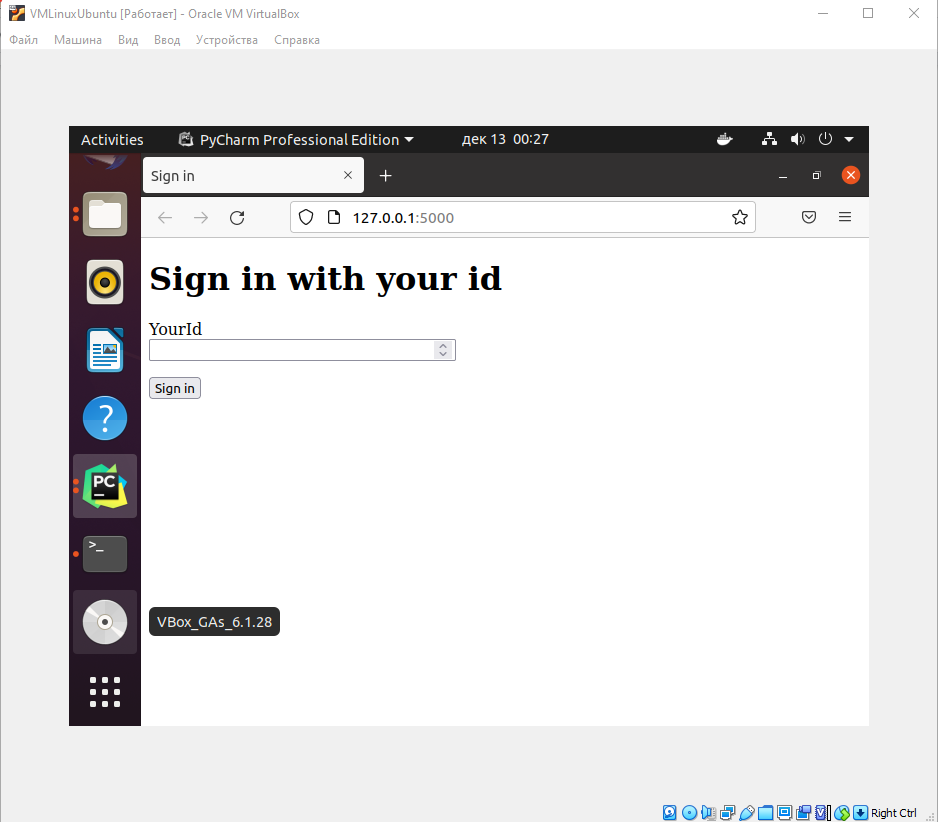 VMLinuxUbuntu [Работает] - Oracle VM VirtualBox
Файл Машина Вид Ввод Устройства Справка
Activities PyCharm Professional Edition дек 13 00:27
Sign in
127.0.0.1:5000
Sign in with your id
YourId
Sign in
PC
>_
VBox_GAs_6.1.28
Right Ctrl